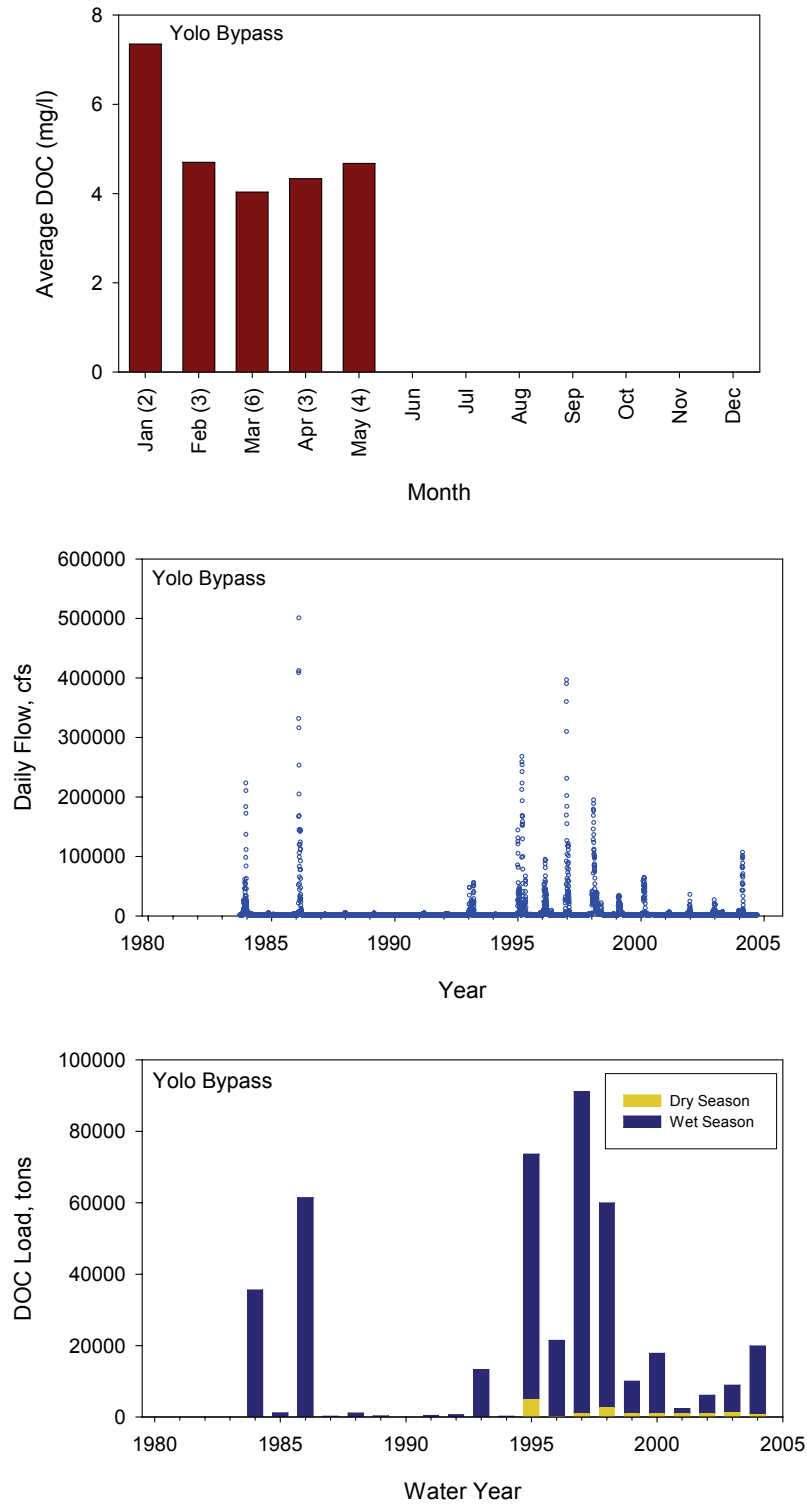 Yolo Bypass
Average DOC (mg/l)
8
6
4
2
0
Jan (2)
Feb (3)
Mar (6)
Apr (3)
May (4)
Jun
Jul
Aug
Sep
Oct
Nov
Dec
Month
Yolo Bypass
Daily Flow, cfs
600000
500000
400000
300000
200000
100000
0
1980
1985
1990
1995
2000
2005
Year
Yolo Bypass
DOC Load, tons
100000
80000
60000
40000
20000
0
Dry Season
Wet Season
1980
1985
1990
1995
2000
2005
Water Year